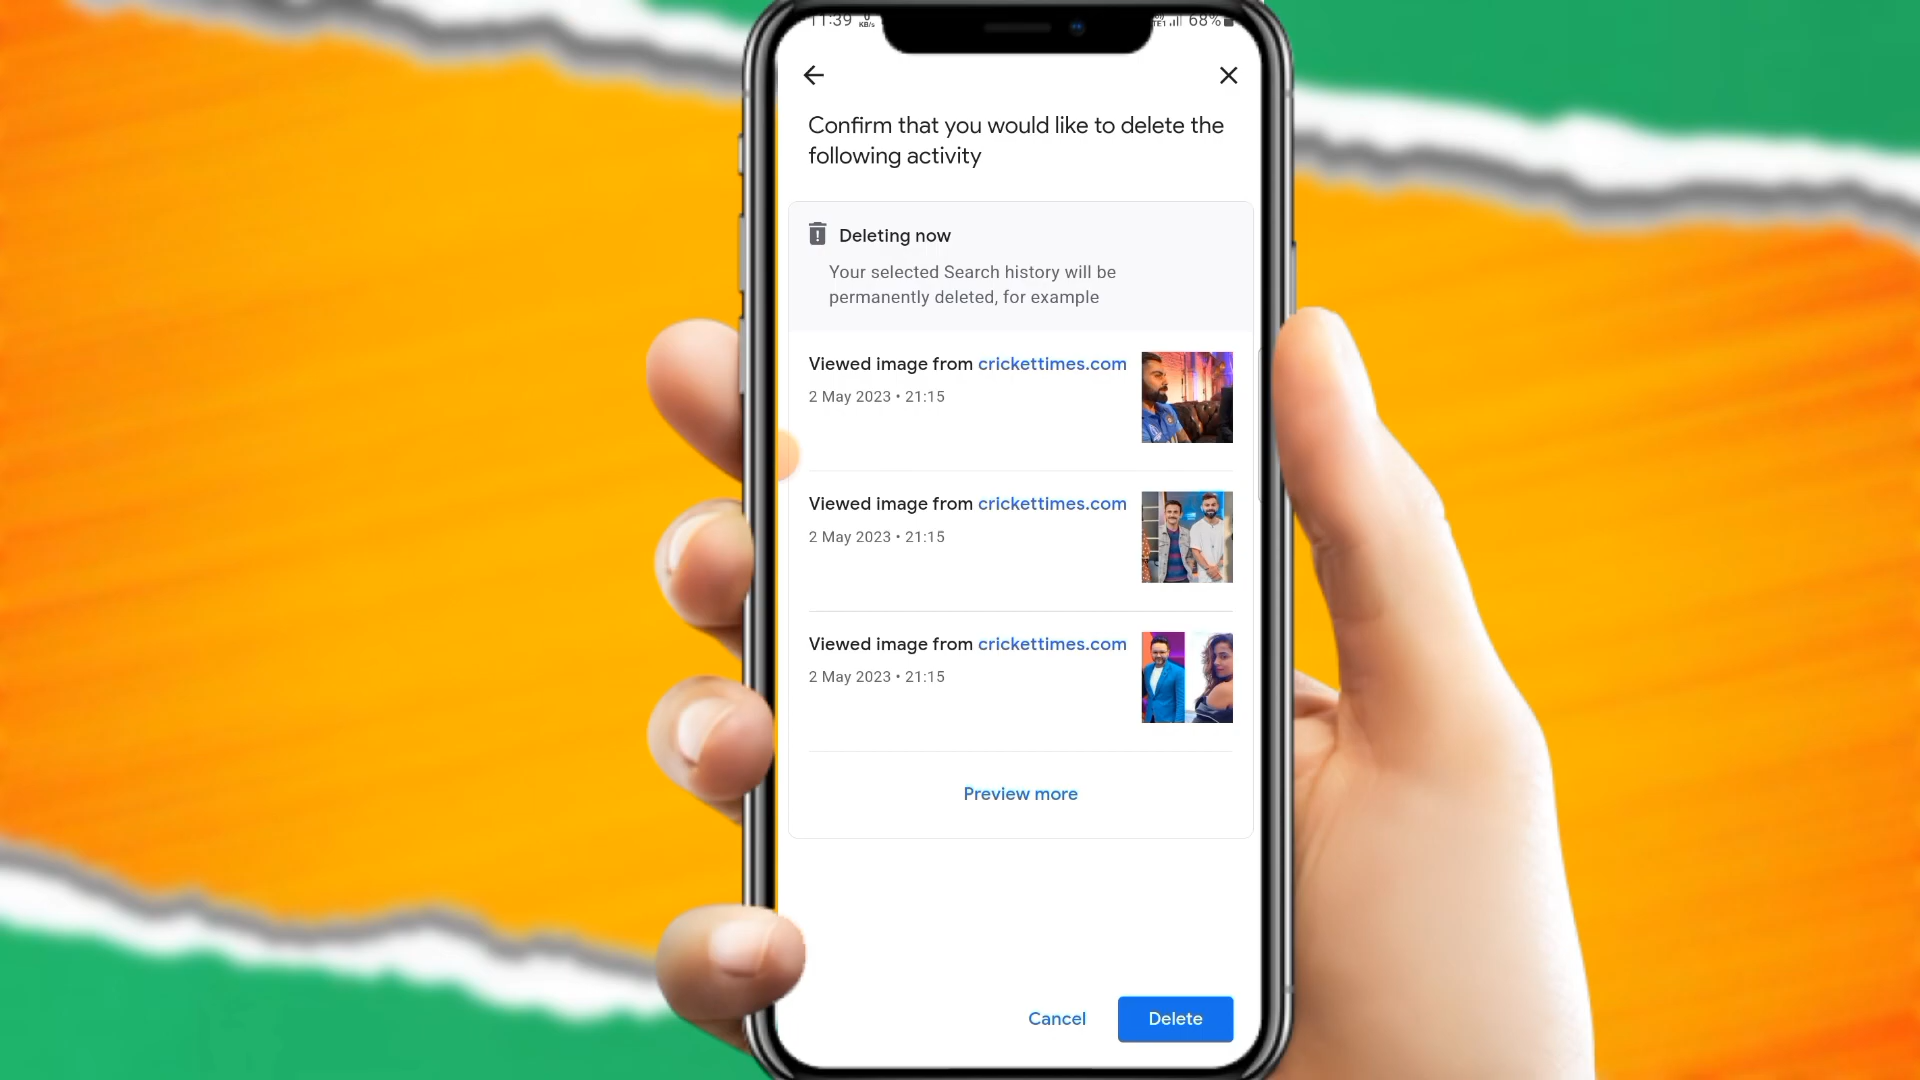 11:39
KB/s
68%
Confirm that you would like to delete the
following activity
Deleting now
Your selected Search history will be
permanently deleted, for example
Viewed image from crickettimes.com
2 May 2023 • 21:15
Viewed image from crickettimes.com
2 May 2023 • 21:15
Viewed image from crickettimes.com
2 May 2023 • 21:15
Preview more
Cancel
Delete